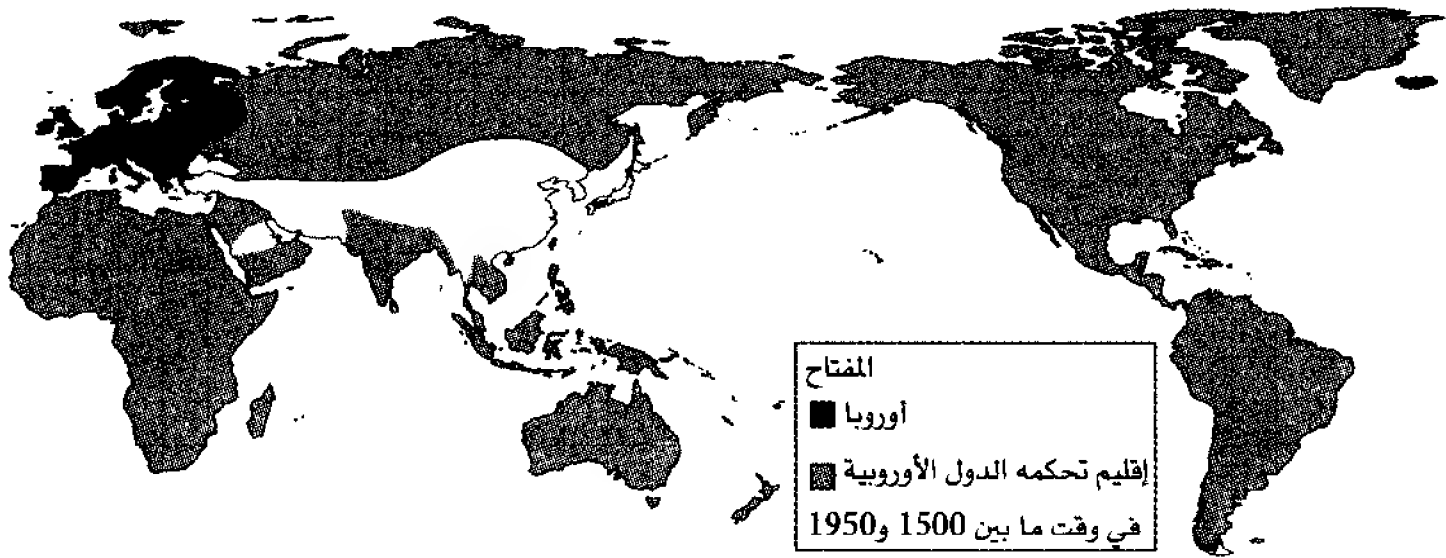 المفتاح
أوروبا
إقليم تحكمه الدول الأوروبية
في وقت ما بين 1500 و1950